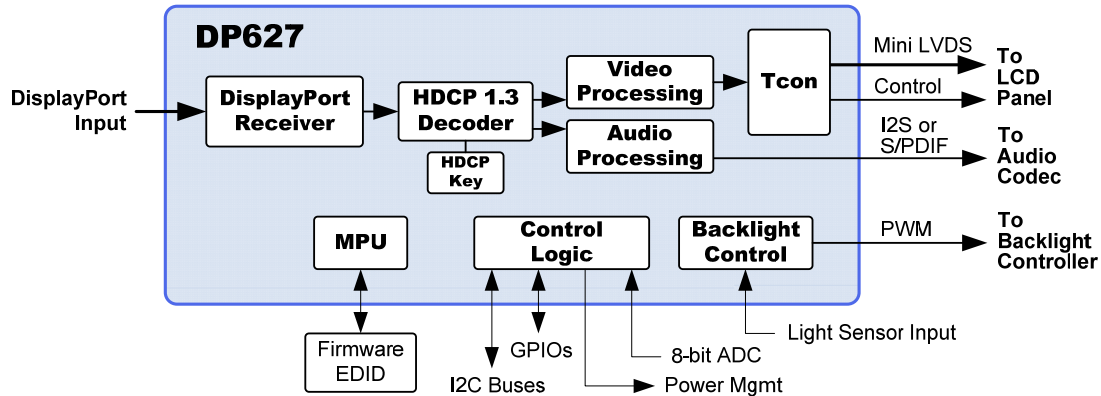 DP627
DisplayPort
Input
DisplayPort
Receiver
HDCP 1.3
Decoder
HDCP
Key
Video
Processing
Audio
Processing
Tcon
Mini LVDS
Control
To
LCD
Panel
I2S or
S/PDIF
To
Audio
Codec
MPU
Control
Logic
Backlight
Control
PWM
To
Backlight
Controller
Firmware
EDID
I2C Buses
GPIOs
Power Mgmt
8-bit ADC
Light Sensor Input